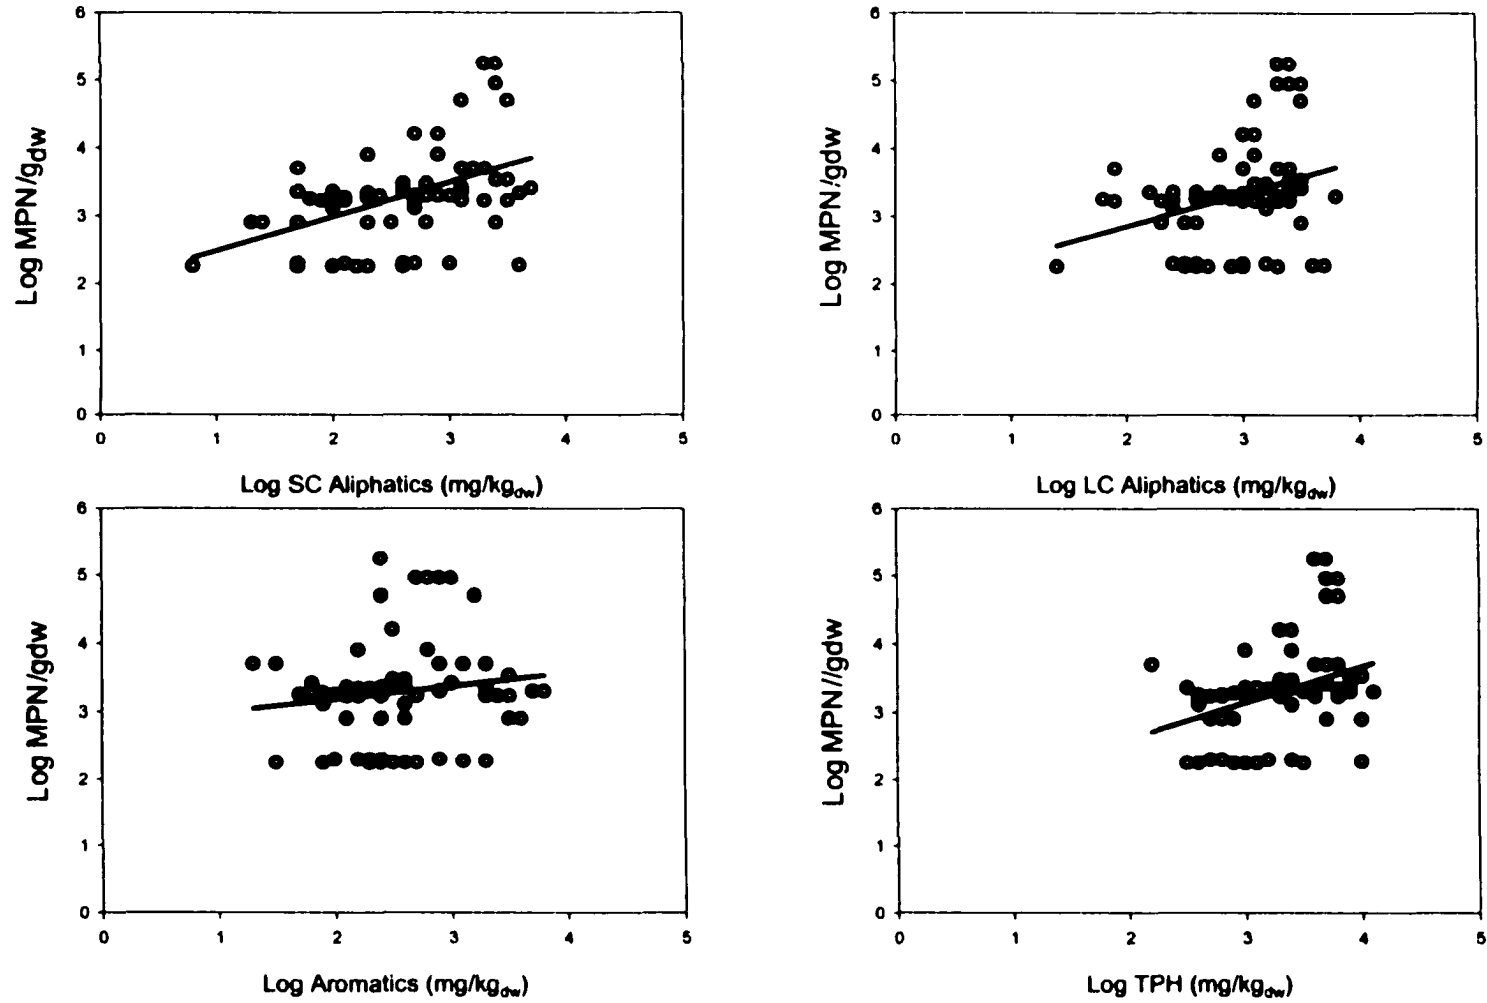 6
5
4
3
2
1
0
Log MPN/gdw
0 1 2 3 4 5
Log SC Aliphatics (mg/kgdw)
6
5
4
3
2
1
0
Log MPN/gdw
0 1 2 3 4 5
Log LC Aliphatics (mg/kgdw)
6
5
4
3
2
1
0
Log MPN/gdw
0 1 2 3 4 5
Log Aromatics (mg/kgdw)
6
5
4
3
2
1
0
Log MPN//gdw
0 1 2 3 4 5
Log TPH (mg/kgdw)